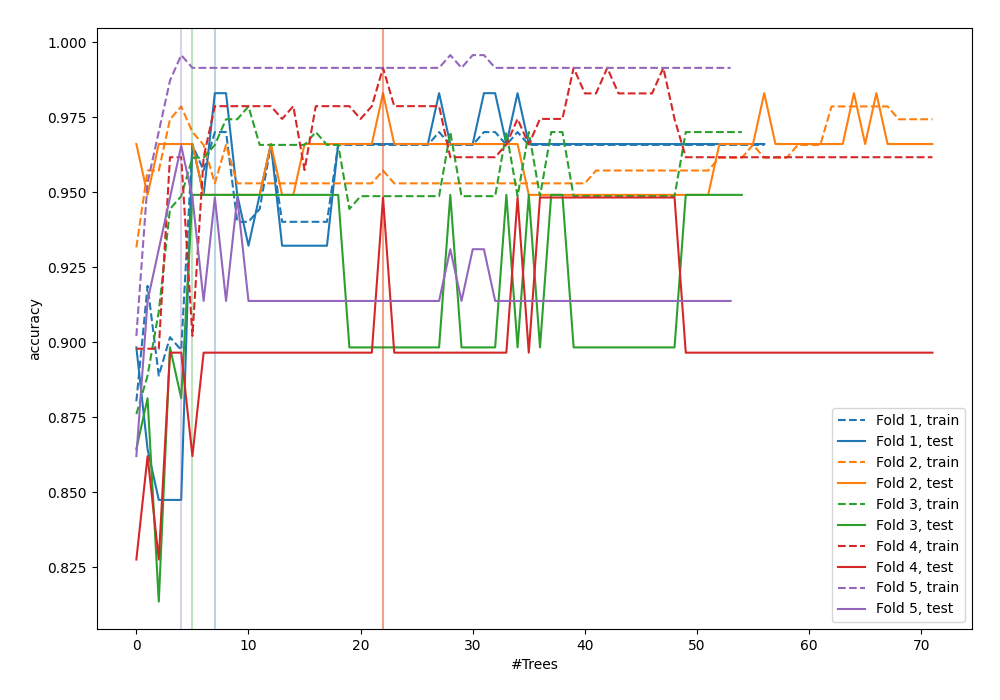 1.000
0.975
0.950
0.925
0.900
0.875
0.850
0.825
accuracy
0 10 20 30 40 50 60 70
#Trees
Fold 1, train
Fold 1, test
Fold 2, train
Fold 2, test
Fold 3, train
Fold 3, test
Fold 4, train
Fold 4, test
Fold 5, train
Fold 5, test